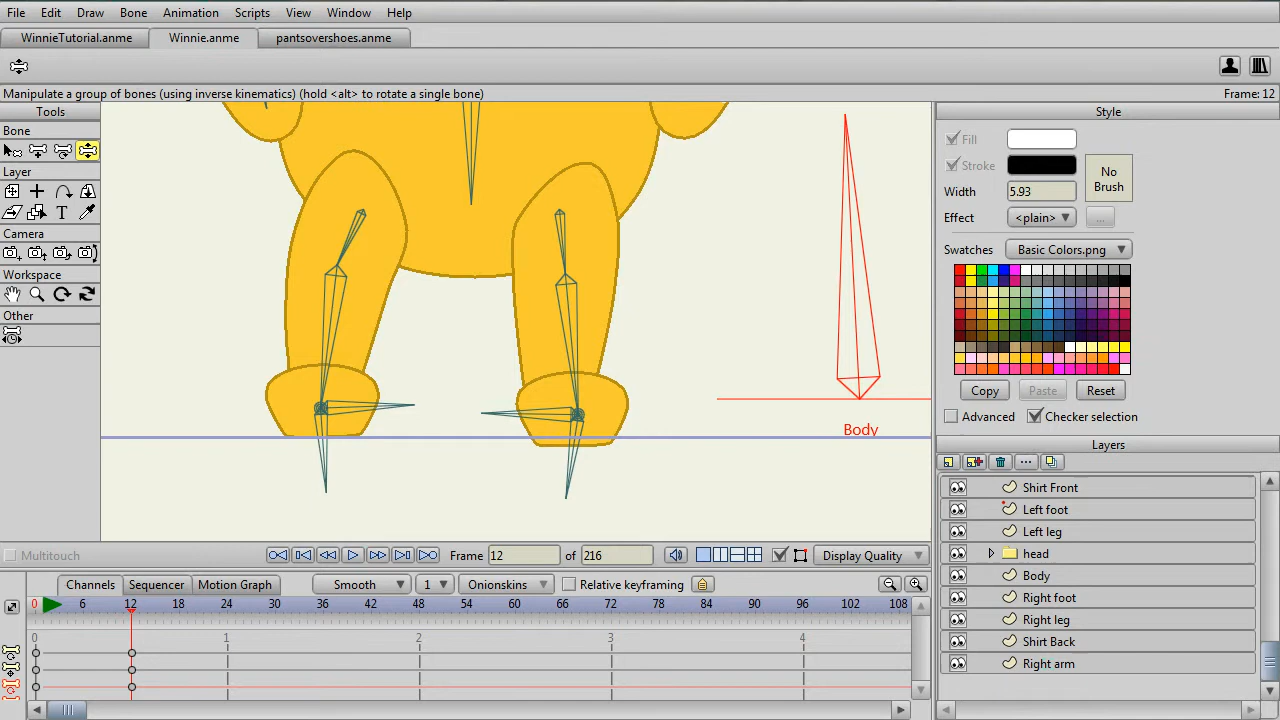 File Edit Draw Bone Animation Scripts View Window Help
WinnieTutorial.anme Winnie.anme pantsovershoes.anme
Manipulate a group of bones (using inverse kinematics) (hold <alt> to rotate a single bone) Frame: 12
Tools Style
Bone
Fill
Stroke
No
Brush
Layer
Width 5.93
Effect <plain> ...
Camera
Swatches Basic Colors.png
Workspace
T
Other
Copy Paste Reset
Advanced Checker selection
Body
Layers
Shirt Front
Left foot
Left leg
head
Body
Right foot
Right leg
Shirt Back
Right arm
Multitouch Frame 12 of 216 Display Quality
Channels Sequencer Motion Graph Smooth 1 Onionskins Relative keyframing
0 6 12 18 24 30 36 42 48 54 60 66 72 78 84 90 96 102 108
0 1 2 3 4